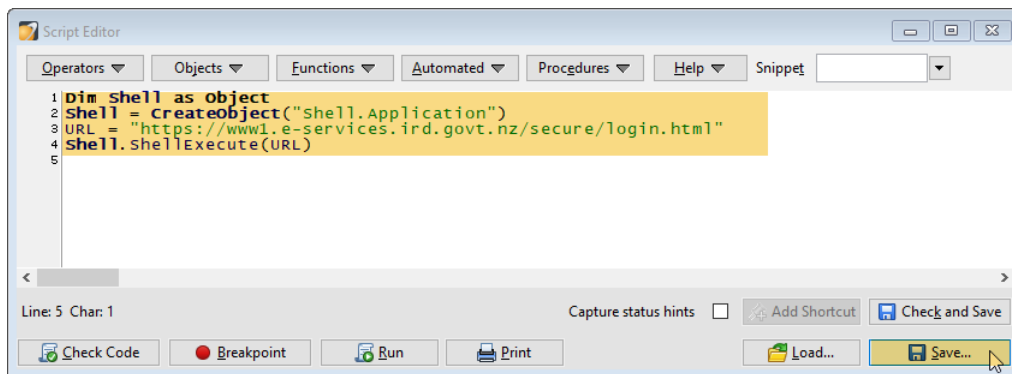 Script Editor
Operators Objects Functions Automated Procedures Help Snippet
1 Dim Shell as Object
2 Shell = CreateObject("Shell.Application")
3 URL = "https://www1.e-services.ird.govt.nz/secure/login.html"
4 Shell.ShellExecute(URL)
5
Line: 5 Char: 1 Capture status hints Add Shortcut Check and Save
Check Code Breakpoint Run Print Load... Save...